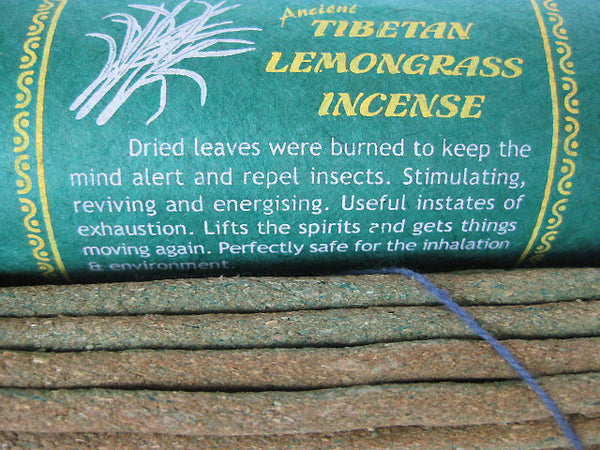 Ancient
TIBETAN
LEMONGRASS
INCENSE
Dried leaves were burned to keep the
mind alert and repel insects. Stimulating,
reviving and energising. Useful instates of
exhaustion. Lifts the spirits and gets things
moving again. Perfectly safe for the inhalation
& environment